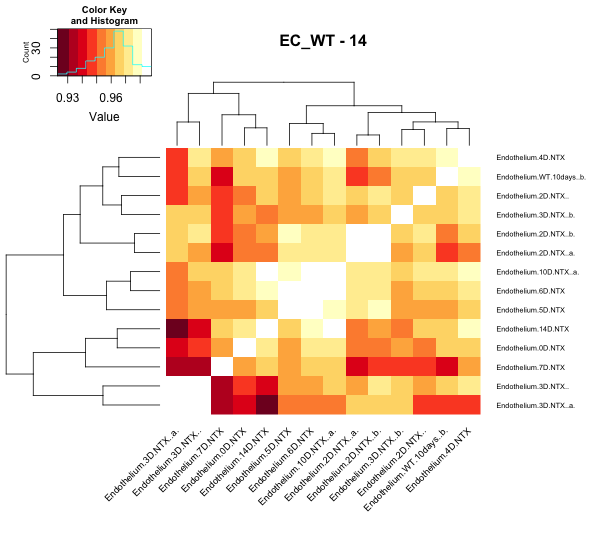 Color Key
and Histogram
Count
0
30
0.93
0.96
Value
EC_WT - 14
Endothelium.4D.NTX
Endothelium.WT.10days..b.
Endothelium.2D.NTX..
Endothelium.3D.NTX..b.
Endothelium.2D.NTX..b.
Endothelium.2D.NTX..a.
Endothelium.10D.NTX..a.
Endothelium.6D.NTX
Endothelium.5D.NTX
Endothelium.14D.NTX
Endothelium.0D.NTX
Endothelium.7D.NTX
Endothelium.3D.NTX..
Endothelium.3D.NTX..a.
Endothelium.3D.NTX..a.
Endothelium.3D.NTX..
Endothelium.7D.NTX
Endothelium.0D.NTX
Endothelium.14D.NTX
Endothelium.5D.NTX
Endothelium.6D.NTX
Endothelium.10D.NTX..a.
Endothelium.2D.NTX..a.
Endothelium.2D.NTX..b.
Endothelium.3D.NTX..b.
Endothelium.2D.NTX..
Endothelium.WT.10days..b.
Endothelium.4D.NTX